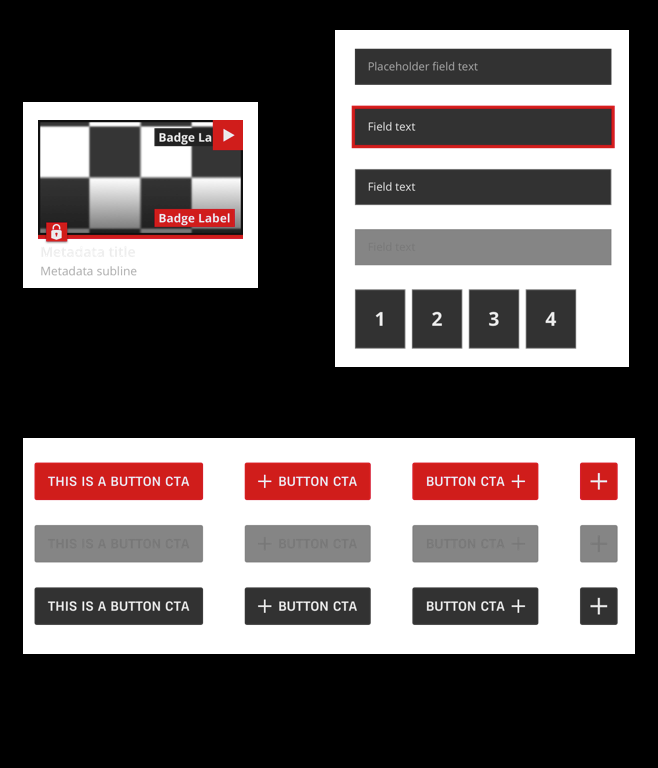 Badge La
Badge Label
Metadata title
Metadata subline
Placeholder field text
Field text
Field text
Field text
1 2 3 4
THIS IS A BUTTON CTA + BUTTON CTA BUTTON CTA + +
THIS IS A BUTTON CTA + BUTTON CTA BUTTON CTA + +
THIS IS A BUTTON CTA + BUTTON CTA BUTTON CTA + +